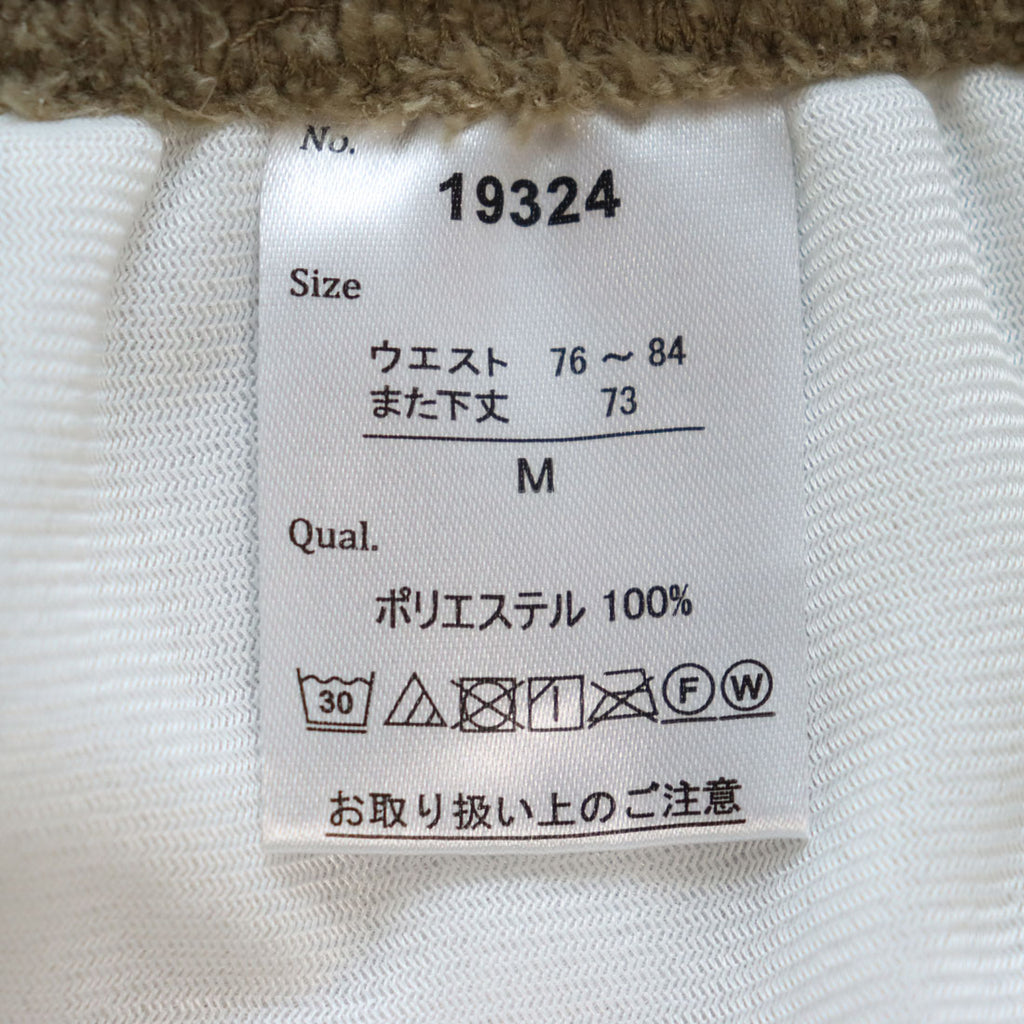 No.
19324
Size
ウエスト 76 ～ 84
また下丈 73
M
Qual.
ポリエステル 100%
30 F W
お取り扱い上のご注意